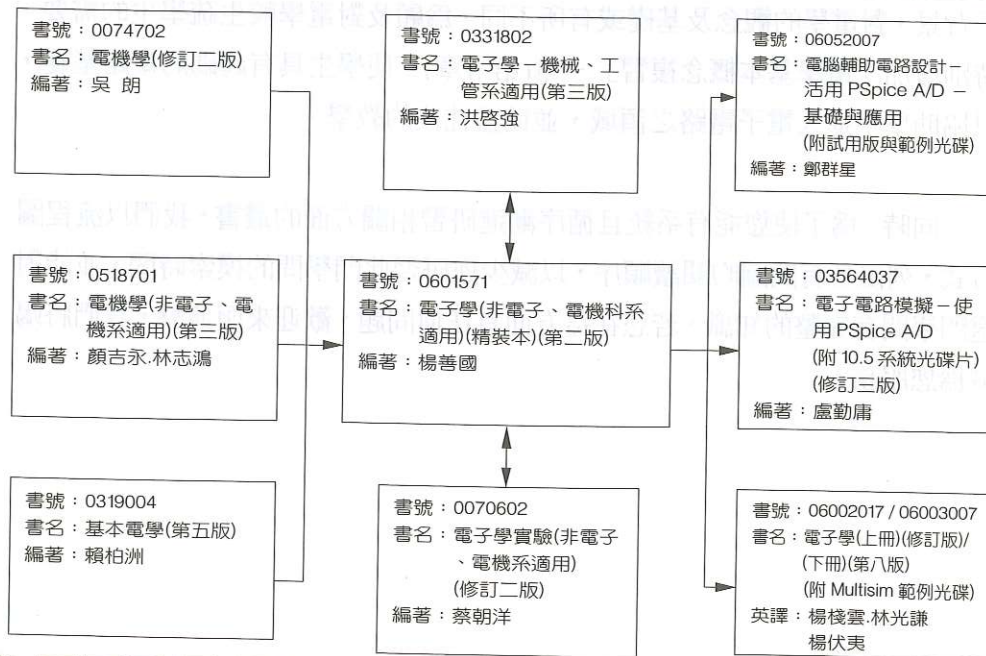 書號：0074702
書名：電機學(修訂二版)
編著：吳 朗
書號：0518701
書名：電機學(非電子、電
機系適用)(第三版)
編著：顏吉永.林志鴻
書號：0319004
書名：基本電學(第五版)
編著：賴柏洲
書號：0331802
書名：電子學－機械、工
管系適用(第三版)
編著：洪啓強
書號：0601571
書名：電子學(非電子、電機科系
適用)(精裝本)(第二版)
編著：楊善國
書號：0070602
書名：電子學實驗(非電子
、電機系適用)
(修訂二版)
編著：蔡朝洋
書號：06052007
書名：電腦輔助電路設計－
活用 PSpice A/D －
基礎與應用
(附試用版與範例光碟)
編著：鄭群星
書號：03564037
書名：電子電路模擬－使
用 PSpice A/D
(附 10.5 系統光碟片)
(修訂三版)
編著：盧勤庸
書號：06002017 / 06003007
書名：電子學(上冊)(修訂版)/
(下冊)(第八版)
(附 Multisim 範例光碟)
英譯：楊棧雲.林光謙
楊伏夷